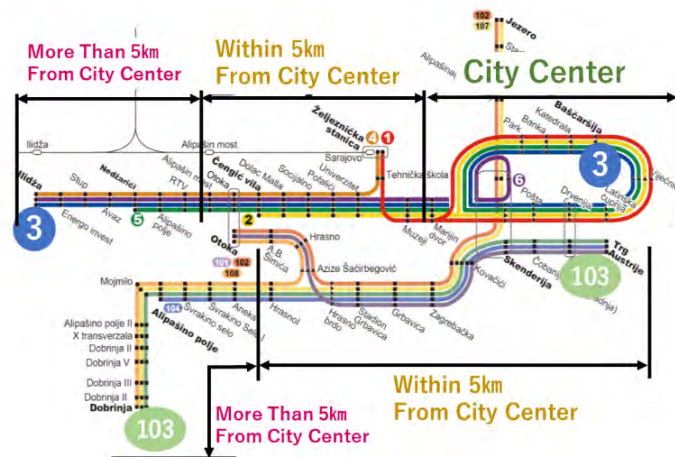 More Than 5km
From City Center
Within 5km
From City Center
City Center
102
107
Jezero
Ilidža
Alipašin most
Željeznička
stanica
4
1
Sarajevo
Tehnička škola
Park
Banka
Katedrala
Baščaršija
3
6
Pošta
Drvenija
Latinska
ćuprija
Ilidža
Stup
Nedžarići
RTV
Alipašin most
Otoka
Čengić vila
Dolac Malta
Socijalno
Pofalići
Univerzitet
3
Energo invest
Avaz
5
Alipašino
polje
2
Muzeji
Marijin
dvor
Otoka
101
102
108
A.B.
Šimića
Hrasno
Azize Šaćirbegović
Kovačići
Skenderija
Čobanija
Trg
Austrije
103
Mojmilo
104
Alipašino polje
Švrakino selo
Švrakino Selo I
Aneks
Hrasno I
Hrasno
brdo
Stadion
Grbavica
Grbavica
Zagrebačka
Alipašino polje II
X transverzala
Dobrinja II
Dobrinja V
Dobrinja III
Dobrinja II
Dobrinja
103
More Than 5km
From City Center
Within 5km
From City Center